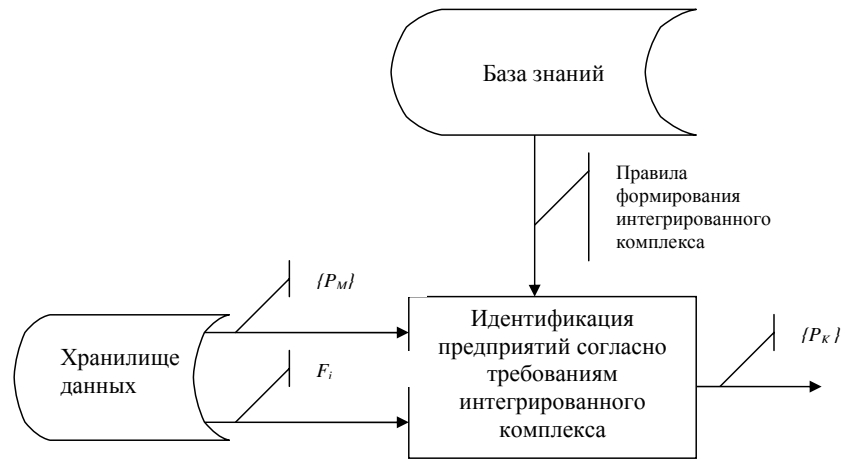 База знаний
Правила
формирования
интегрированного
комплекса
{P_M}
Хранилище
данных
F_i
Идентификация
предприятий согласно
требованиям
интегрированного
комплекса
{P_K}